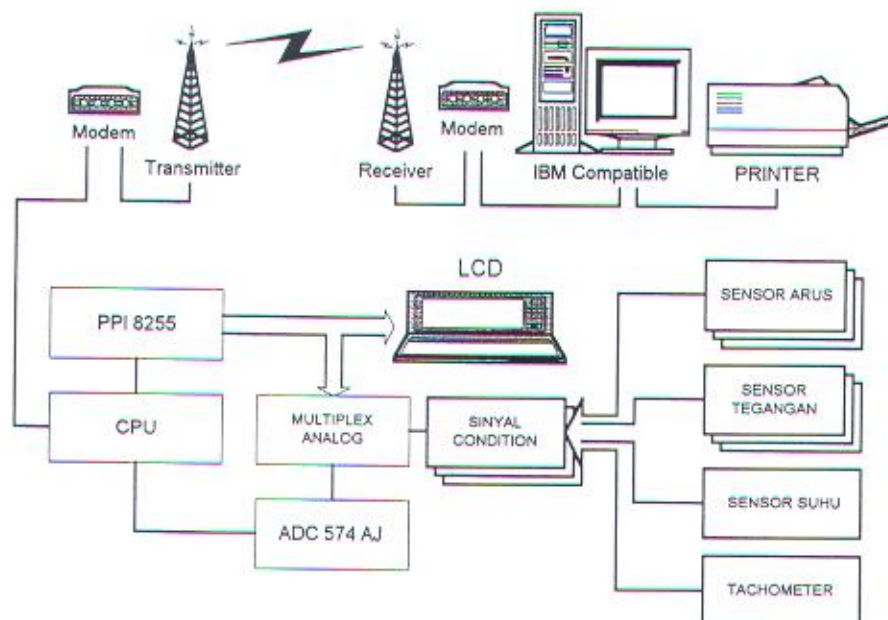 Modem
Transmitter
Receiver
Modem
IBM Compatible
PRINTER
LCD
PPI 8255
SENSOR ARUS
CPU
MULTIPLEX
ANALOG
SINYAL
CONDITION
SENSOR
TEGANGAN
ADC 574 AJ
SENSOR SUHU
TACHOMETER